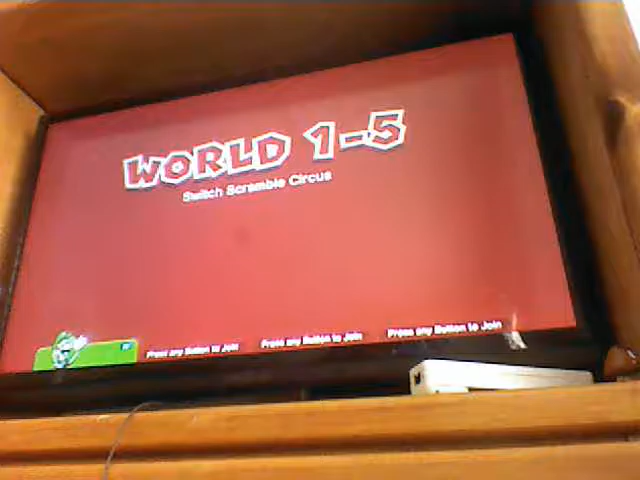 WORLD 1-5
Switch Scramble Circus
Press any Button to Join
Press any Button to Join
Press any Button to Join